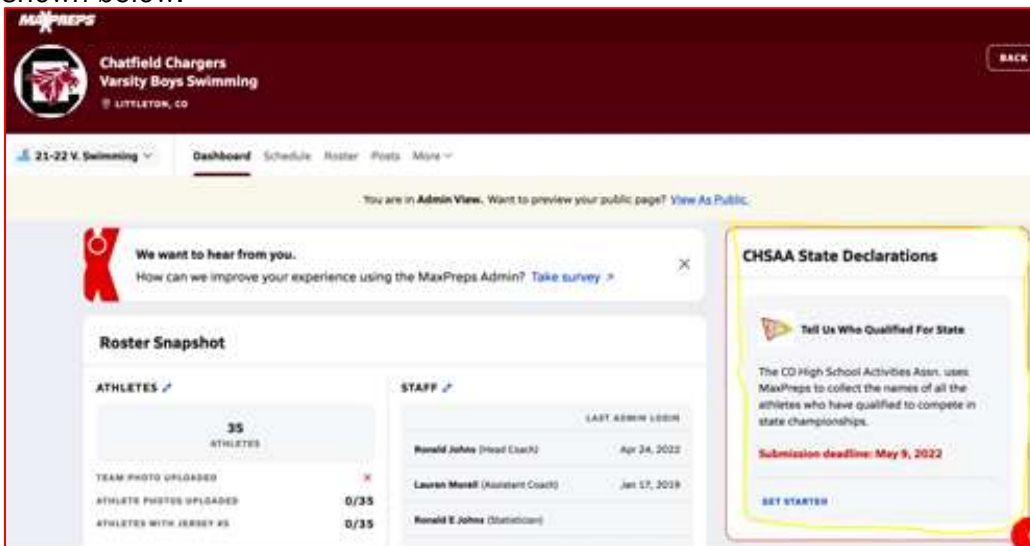 shown below.
MAXPREPS
Chatfield Chargers
Varsity Boys Swimming
LITTLETON, CO
BACK
21-22 V. Swimming
Dashboard Schedule Roster Posts More
You are in Admin View. Want to preview your public page? View As Public.
We want to hear from you.
How can we improve your experience using the MaxPreps Admin? Take survey >
Roster Snapshot
ATHLETES
35
ATHLETES
TEAM PHOTO UPLOADED
ATHLETE PHOTOS UPLOADED 0/35
ATHLETES WITH JERSEY #S 0/35
STAFF
LAST ADMIN LOGIN
Ronald Johns (Head Coach) Apr 24, 2022
Lauren Morell (Assistant Coach) Jan 17, 2019
Ronald E Johns (Statistician)
CHSAA State Declarations
Tell Us Who Qualified For State
The CO High School Activities Assn. uses
MaxPreps to collect the names of all the
athletes who have qualified to compete in
state championships.
Submission deadline: May 9, 2022
GET STARTED